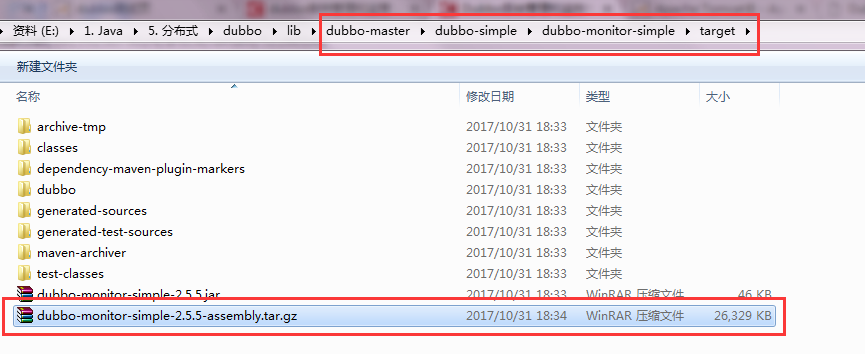 资料 (E:) 1. Java 5. 分布式 dubbo lib dubbo-master dubbo-simple dubbo-monitor-simple target
新建文件夹
名称 修改日期 类型 大小
archive-tmp 2017/10/31 18:33 文件夹
classes 2017/10/31 18:33 文件夹
dependency-maven-plugin-markers 2017/10/31 18:33 文件夹
dubbo 2017/10/31 18:33 文件夹
generated-sources 2017/10/31 18:33 文件夹
generated-test-sources 2017/10/31 18:33 文件夹
maven-archiver 2017/10/31 18:33 文件夹
test-classes 2017/10/31 18:33 文件夹
dubbo-monitor-simple-2.5.5.jar 2017/10/31 18:33 WinRAR 压缩文件 46 KB
dubbo-monitor-simple-2.5.5-assembly.tar.gz 2017/10/31 18:34 WinRAR 压缩文件 26,329 KB